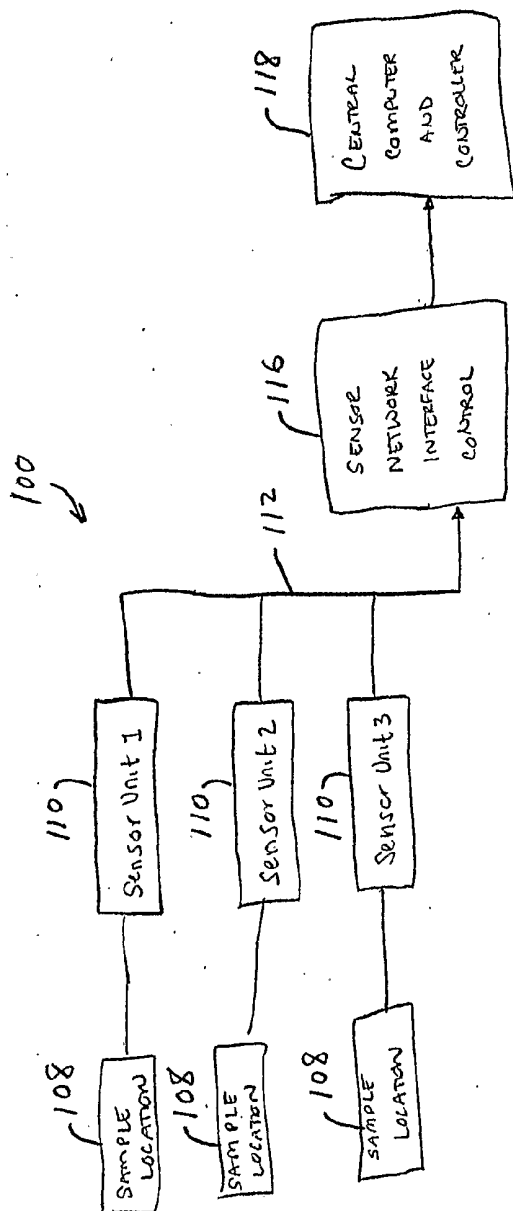 100
108
SAMPLE
LOCATION
110
Sensor Unit 1
108
SAMPLE
LOCATION
110
Sensor Unit 2
108
SAMPLE
LOCATION
110
Sensor Unit 3
112
116
SENSOR
NETWORK
INTERFACE
CONTROL
118
CENTRAL
COMPUTER
AND
CONTROLLER